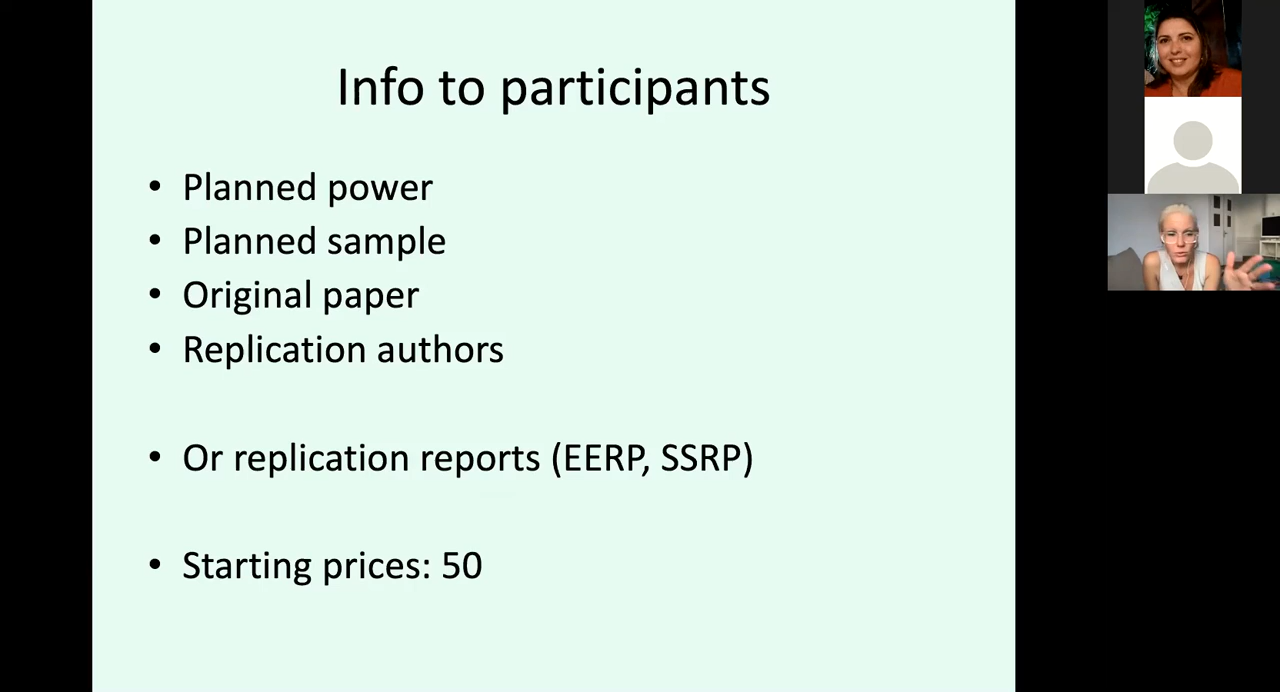 Info to participants
• Planned power
• Planned sample
• Original paper
• Replication authors
• Or replication reports (EERP, SSRP)
• Starting prices: 50